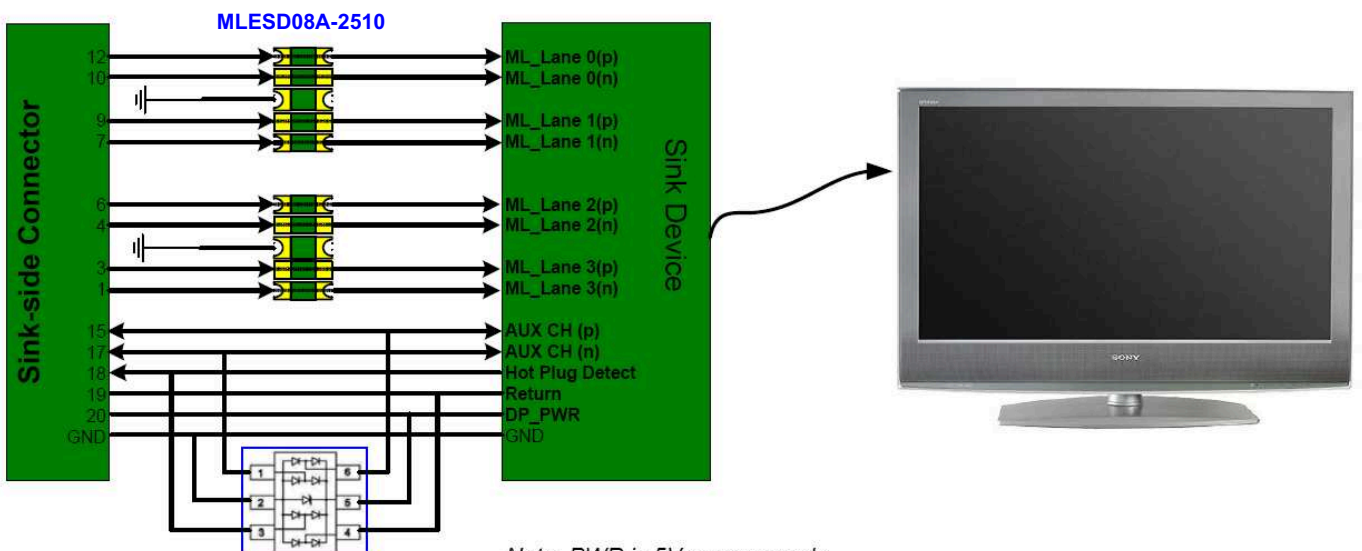 MLESD08A-2510
Sink-side Connector
12
10
9
7
6
4
3
1
15
17
18
19
20
GND
ML_Lane 0(p)
ML_Lane 0(n)
ML_Lane 1(p)
ML_Lane 1(n)
ML_Lane 2(p)
ML_Lane 2(n)
ML_Lane 3(p)
ML_Lane 3(n)
AUX CH (p)
AUX CH (n)
Hot Plug Detect
Return
DP_PWR
GND
Sink Device
1
2
3
6
5
4
SONY